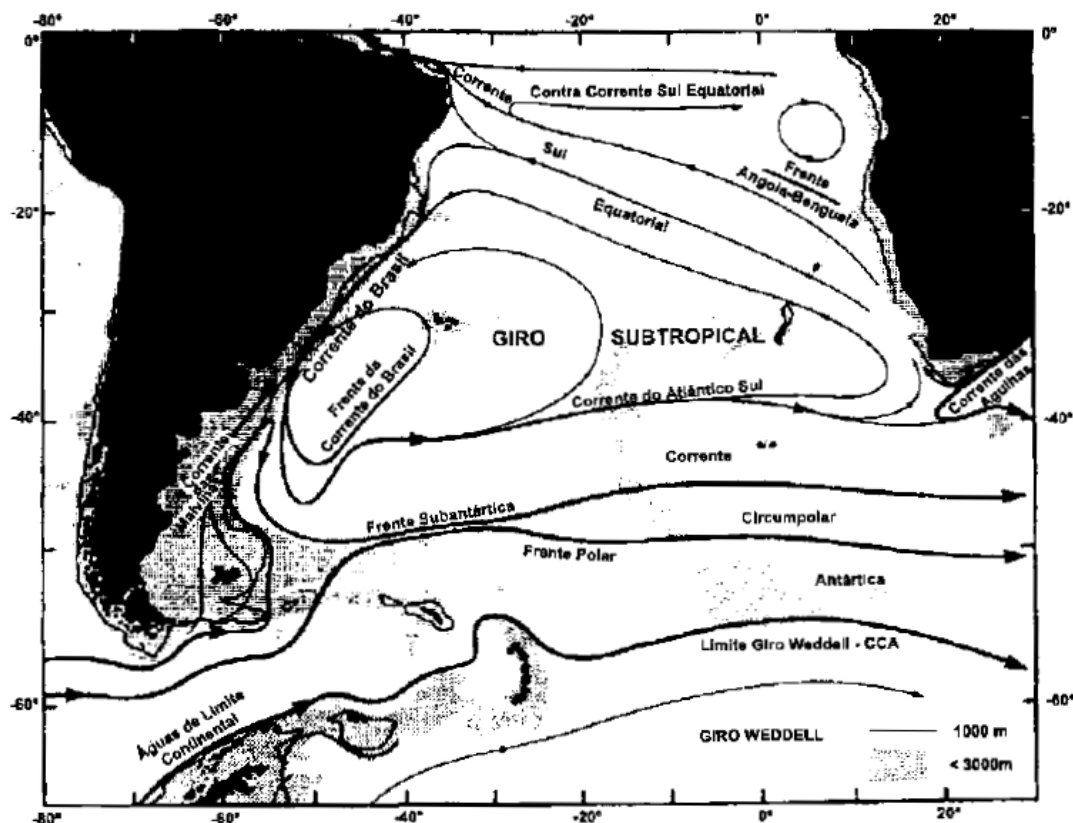 -80° -60° -40° -20° 0° 20°
0° 0°
Corrente
Contra Corrente Sul Equatorial
Sul
Frente
Angola-Benguela
-20° -20°
Equatorial
Corrente do Brasil
GIRO SUBTROPICAL
Frente da
Corrente do Brasil
Corrente do Atlântico Sul
Corrente das
Agulhas
-40° -40°
Corrente
Malvinas
Corrente
Frente Subantártica
Circumpolar
Frente Polar
Antártica
Limite Giro Weddell - CCA
-60° -60°
Águas de Limite
Continental
GIRO WEDDELL
1000 m
< 3000m
-80° -60° -40° -20° 0° 20°